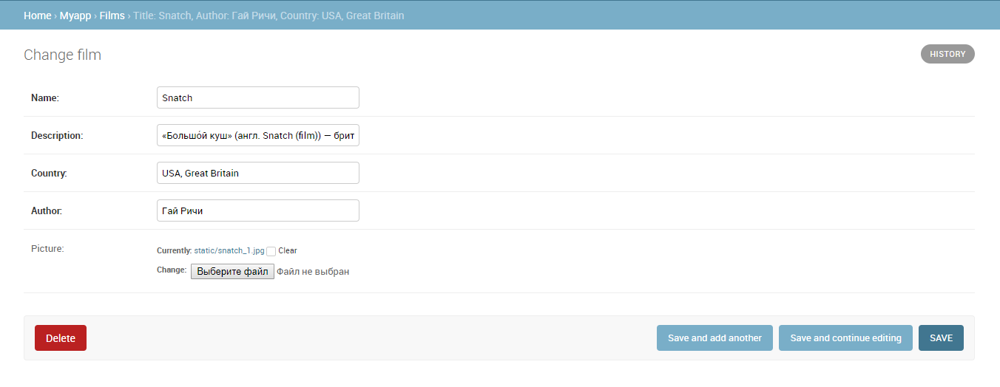 Home › Myapp › Films › Title: Snatch, Author: Гай Ричи, Country: USA, Great Britain
Change film
HISTORY
Name: Snatch
Description: «Большо́й куш» (англ. Snatch (film)) — брит
Country: USA, Great Britain
Author: Гай Ричи
Picture: Currently: static/snatch_1.jpg Clear
Change: Выберите файл Файл не выбран
Delete Save and add another Save and continue editing SAVE